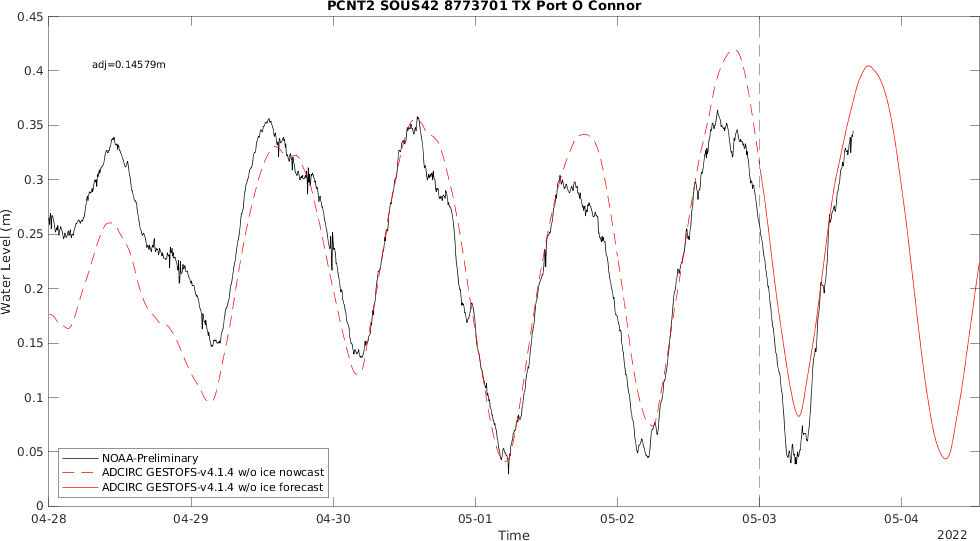 PCNT2 SOUS42 8773701 TX Port O Connor
0.45
0.4
0.35
0.3
0.25
0.2
0.15
0.1
0.05
0
Water Level (m)
adj=0.14579m
NOAA-Preliminary
ADCIRC GESTOFS-v4.1.4 w/o ice nowcast
ADCIRC GESTOFS-v4.1.4 w/o ice forecast
04-28 04-29 04-30 05-01 05-02 05-03 05-04
Time
2022